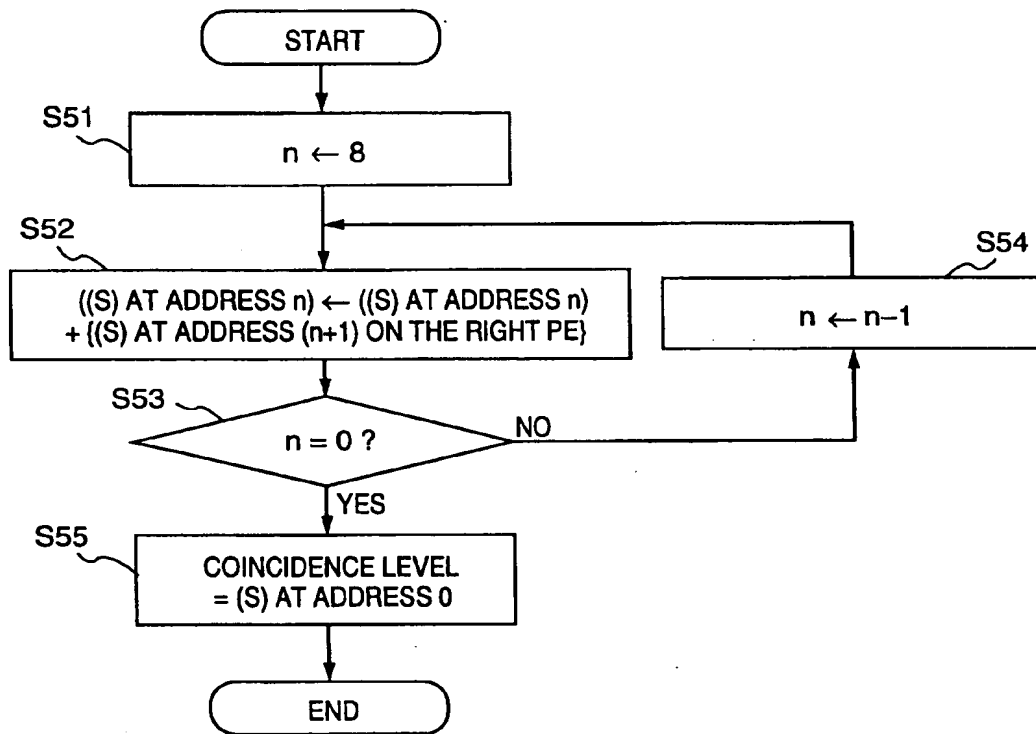 START
S51
n ← 8
S52
((S) AT ADDRESS n) ← ((S) AT ADDRESS n)
+ {(S) AT ADDRESS (n+1) ON THE RIGHT PE}
S54
n ← n−1
S53
n = 0 ?
NO
YES
S55
COINCIDENCE LEVEL
= (S) AT ADDRESS 0
END